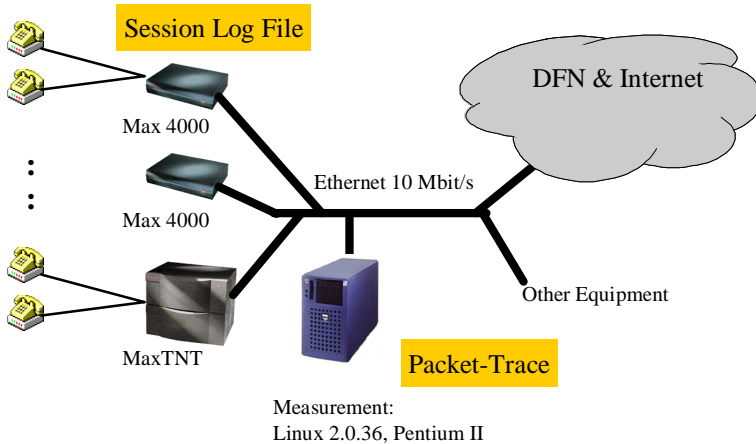 Session Log File
DFN & Internet
Max 4000
Ethernet 10 Mbit/s
Max 4000
Other Equipment
MaxTNT
Packet-Trace
Measurement:
Linux 2.0.36, Pentium II